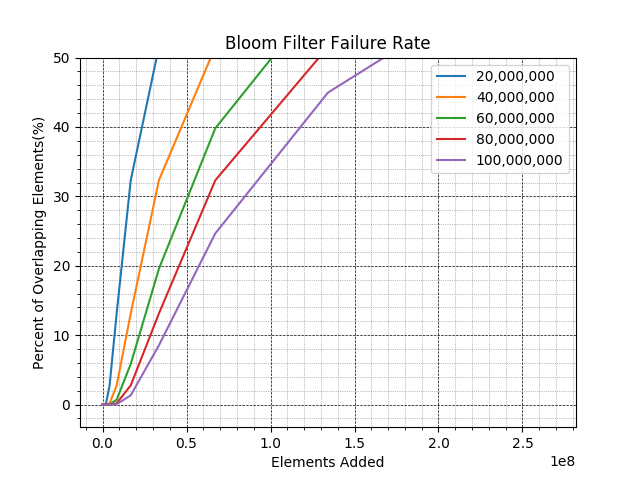 Bloom Filter Failure Rate
50
40
30
20
10
0
Percent of Overlapping Elements(%)
20,000,000
40,000,000
60,000,000
80,000,000
100,000,000
0.0 0.5 1.0 1.5 2.0 2.5
1e8
Elements Added